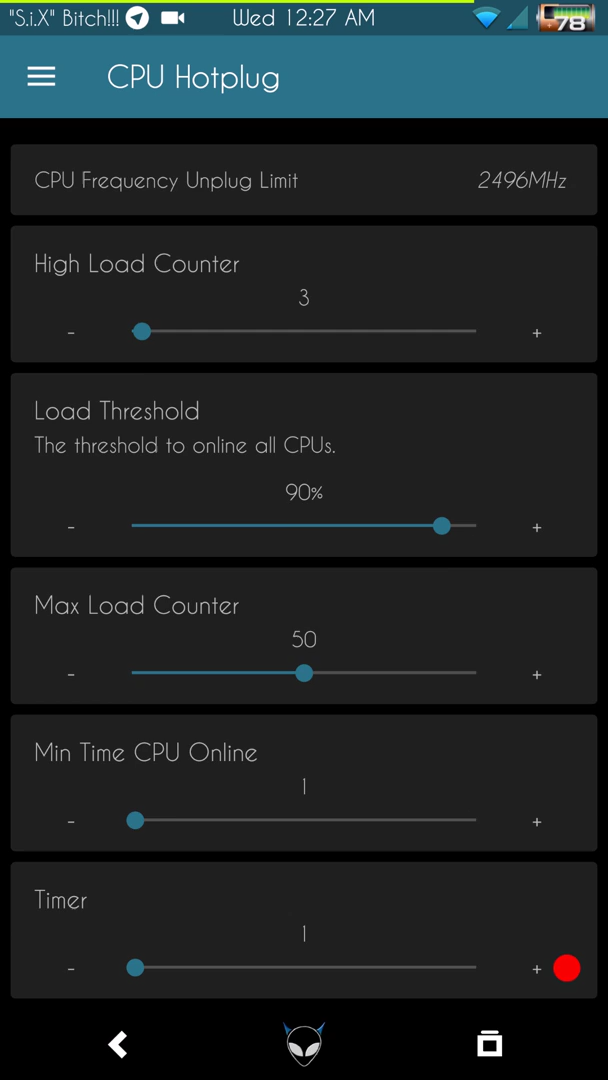 "S.i.X" Bitch!!! Wed 12:27 AM 78
CPU Hotplug
CPU Frequency Unplug Limit 2496MHz
High Load Counter
3
- +
Load Threshold
The threshold to online all CPUs.
90%
- +
Max Load Counter
50
- +
Min Time CPU Online
1
- +
Timer
1
- +